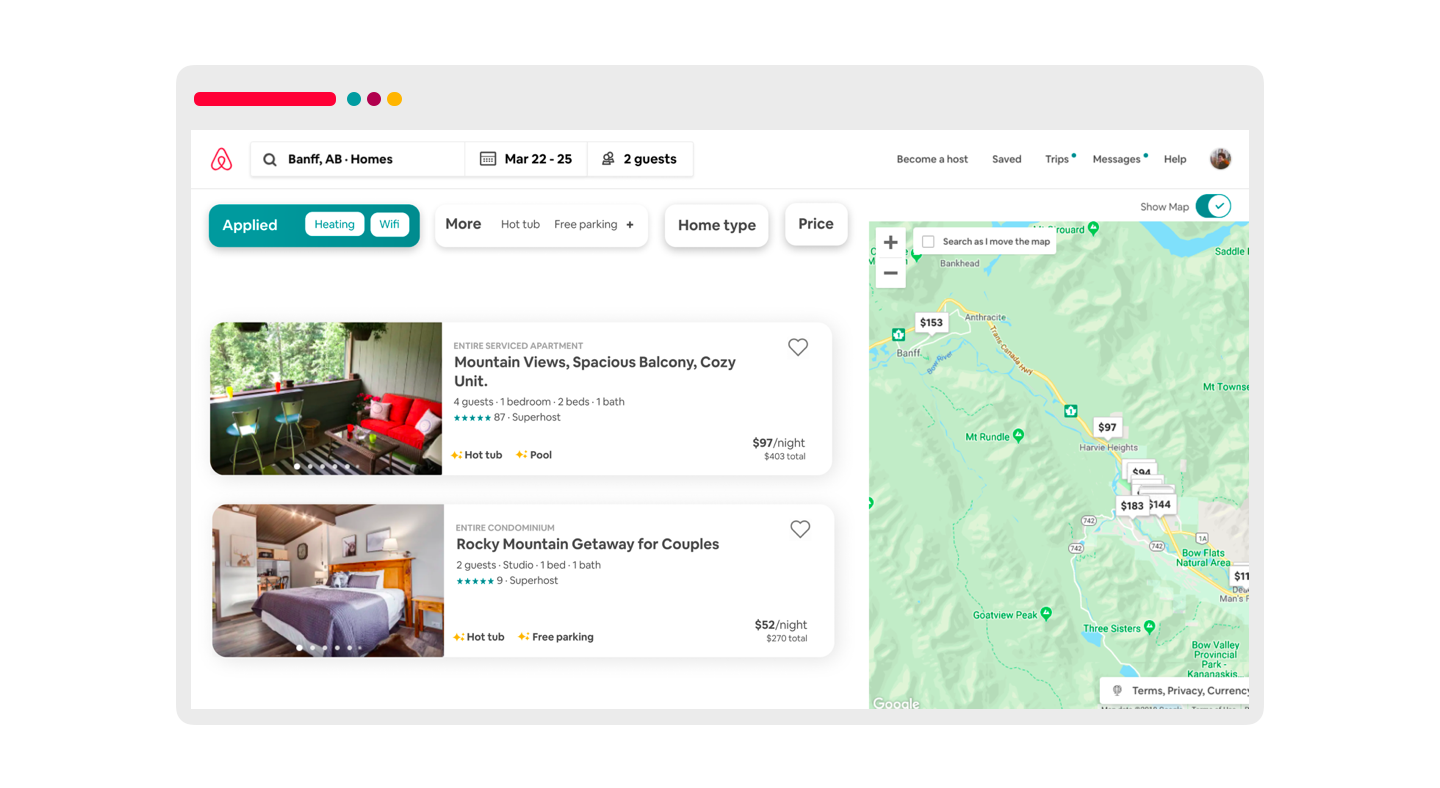 Banff, AB · Homes
Mar 22 - 25
2 guests
Become a host
Saved
Trips
Messages
Help
Applied
Heating
Wifi
More
Hot tub
Free parking
+
Home type
Price
Show Map
ENTIRE SERVICED APARTMENT
Mountain Views, Spacious Balcony, Cozy
Unit.
4 guests · 1 bedroom · 2 beds · 1 bath
★★★★★ 87 · Superhost
Hot tub
Pool
$97/night
$403 total
ENTIRE CONDOMINIUM
Rocky Mountain Getaway for Couples
2 guests · Studio · 1 bed · 1 bath
★★★★★ 9 · Superhost
Hot tub
Free parking
$52/night
$270 total
+
−
Search as I move the map
Saddle
Bankhead
$153
Anthracite
Banff
Trans-Canada Hwy
Bow River
1
Mt Rundle
1
$97
Harvie Heights
$94
$183
$144
742
742
742
1A
Bow Flats
Natural Area
Goatview Peak
Three Sisters
Bow Valley
Provincial
Park -
Kananaskis
Terms, Privacy, Currency
Google